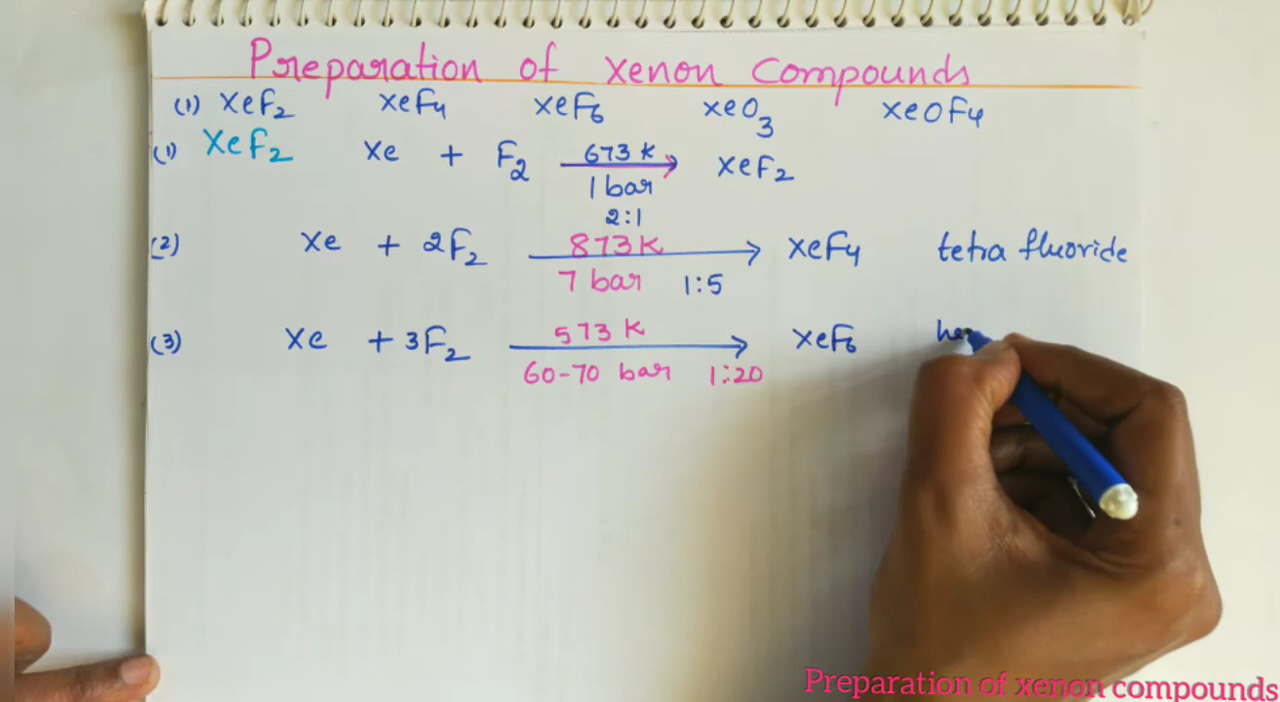 Preparation of Xenon Compounds
(1) XeF2 XeF4 XeF6 XeO3 XeOF4
(1) XeF2 Xe + F2 673 K XeF2
1 bar
2:1
(2) Xe + 2F2 873K XeF4 tetra fluoride
7 bar 1:5
(3) Xe + 3F2 573 K XeF6
60-70 bar 1:20
Preparation of xenon compounds